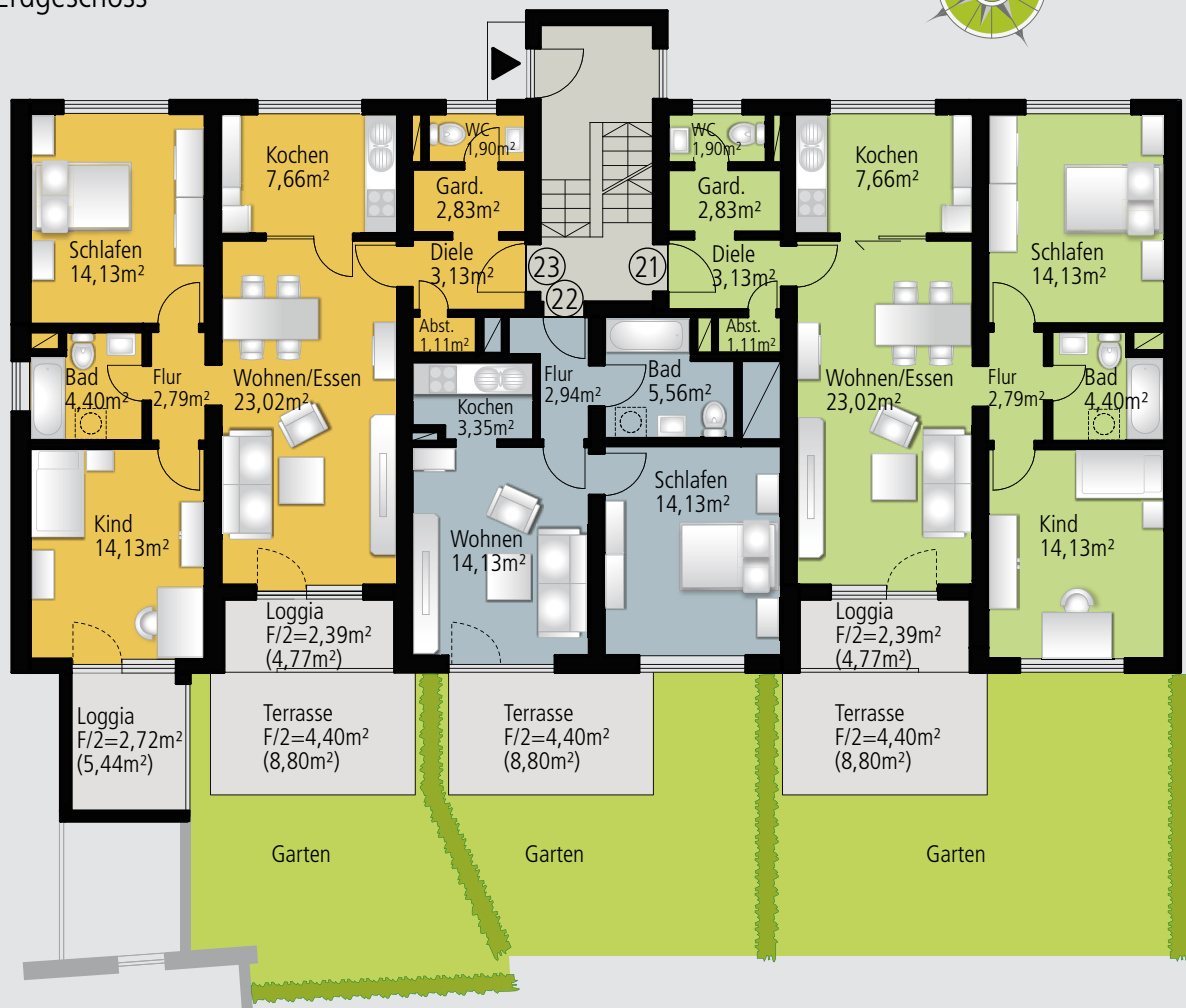 Erdgeschoss
WC
1,90m²
WC
1,90m²
Kochen
7,66m²
Kochen
7,66m²
Gard.
2,83m²
Gard.
2,83m²
Schlafen
14,13m²
Diele
3,13m²
23
22
21
Diele
3,13m²
Schlafen
14,13m²
Abst.
1,11m²
Abst.
1,11m²
Bad
4,40m²
Flur
2,79m²
Wohnen/Essen
23,02m²
Kochen
3,35m²
Flur
2,94m²
Bad
5,56m²
Wohnen/Essen
23,02m²
Flur
2,79m²
Bad
4,40m²
Kind
14,13m²
Wohnen
14,13m²
Schlafen
14,13m²
Kind
14,13m²
Loggia
F/2=2,39m²
(4,77m²)
Loggia
F/2=2,39m²
(4,77m²)
Loggia
F/2=2,72m²
(5,44m²)
Terrasse
F/2=4,40m²
(8,80m²)
Terrasse
F/2=4,40m²
(8,80m²)
Terrasse
F/2=4,40m²
(8,80m²)
Garten
Garten
Garten